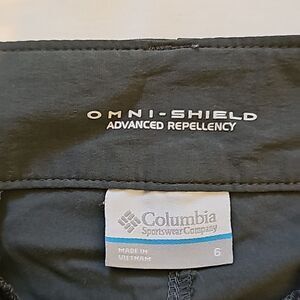 OMNI-SHIELD
ADVANCED REPELLENCY
Columbia
Sportswear Company
MADE IN
VIETNAM
6